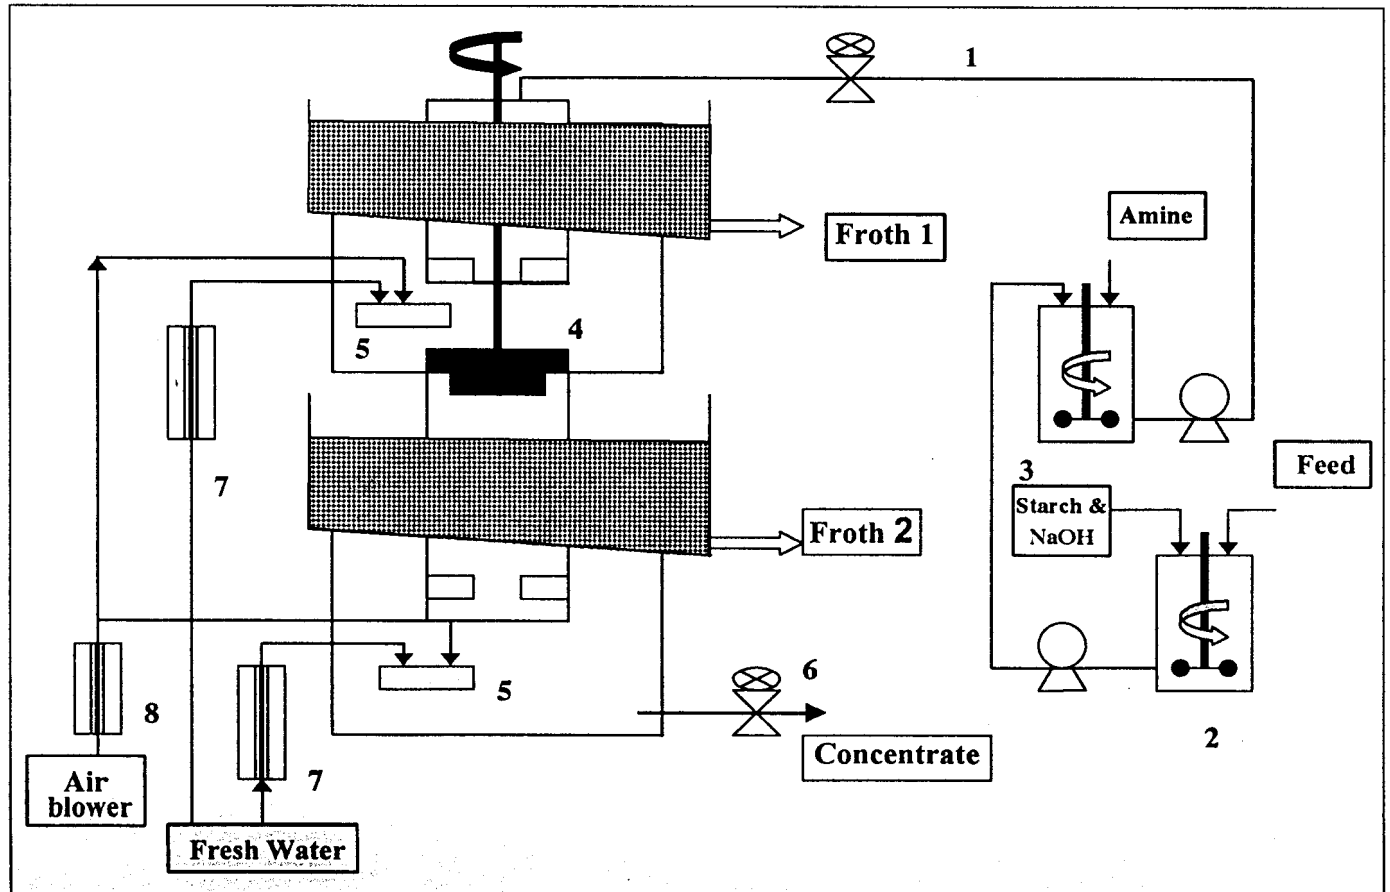 1
Amine
Froth 1
4
5
3
Feed
7
Starch &
NaOH
Froth 2
6
5
8
2
Concentrate
Air
blower
7
Fresh Water